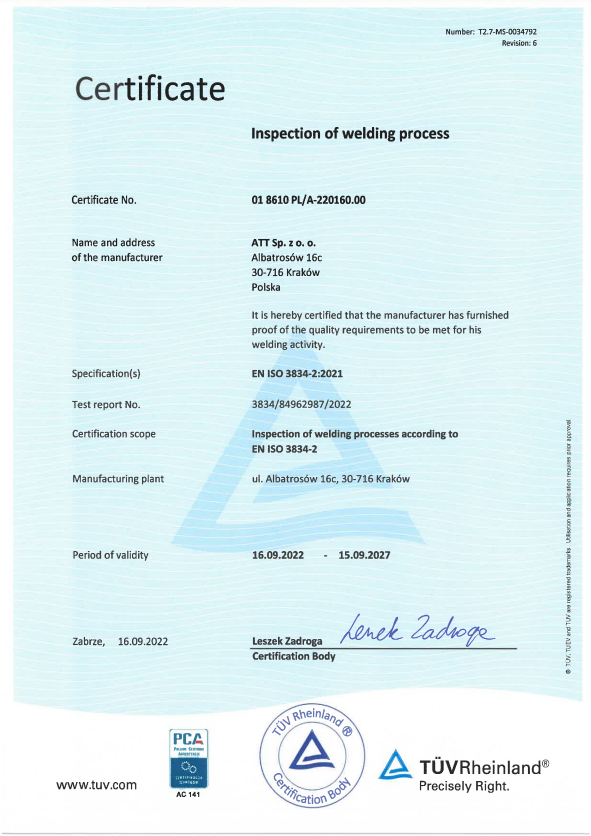 Number: T2.7-MS-0034792
Revision: 6
Certificate
Inspection of welding process
Certificate No. 01 8610 PL/A-220160.00
Name and address ATT Sp. z o. o.
of the manufacturer Albatrosów 16c
30-716 Kraków
Polska
It is hereby certified that the manufacturer has furnished
proof of the quality requirements to be met for his
welding activity.
Specification(s) EN ISO 3834-2:2021
Test report No. 3834/84962987/2022
Certification scope Inspection of welding processes according to
EN ISO 3834-2
Manufacturing plant ul. Albatrosów 16c, 30-716 Kraków
Period of validity 16.09.2022 - 15.09.2027
Zabrze, 16.09.2022 Leszek Zadroga Leszek Zadroga
Certification Body
® TÜV, TUEV and TUV are registered trademarks. Utilisation and application requires prior approval
www.tuv.com
PCA
POLSKIE CENTRUM
AKREDYTACJI
CERTYFIKACJA
AC 141
TÜV Rheinland ®
Certification Body
TÜVRheinland®
Precisely Right.